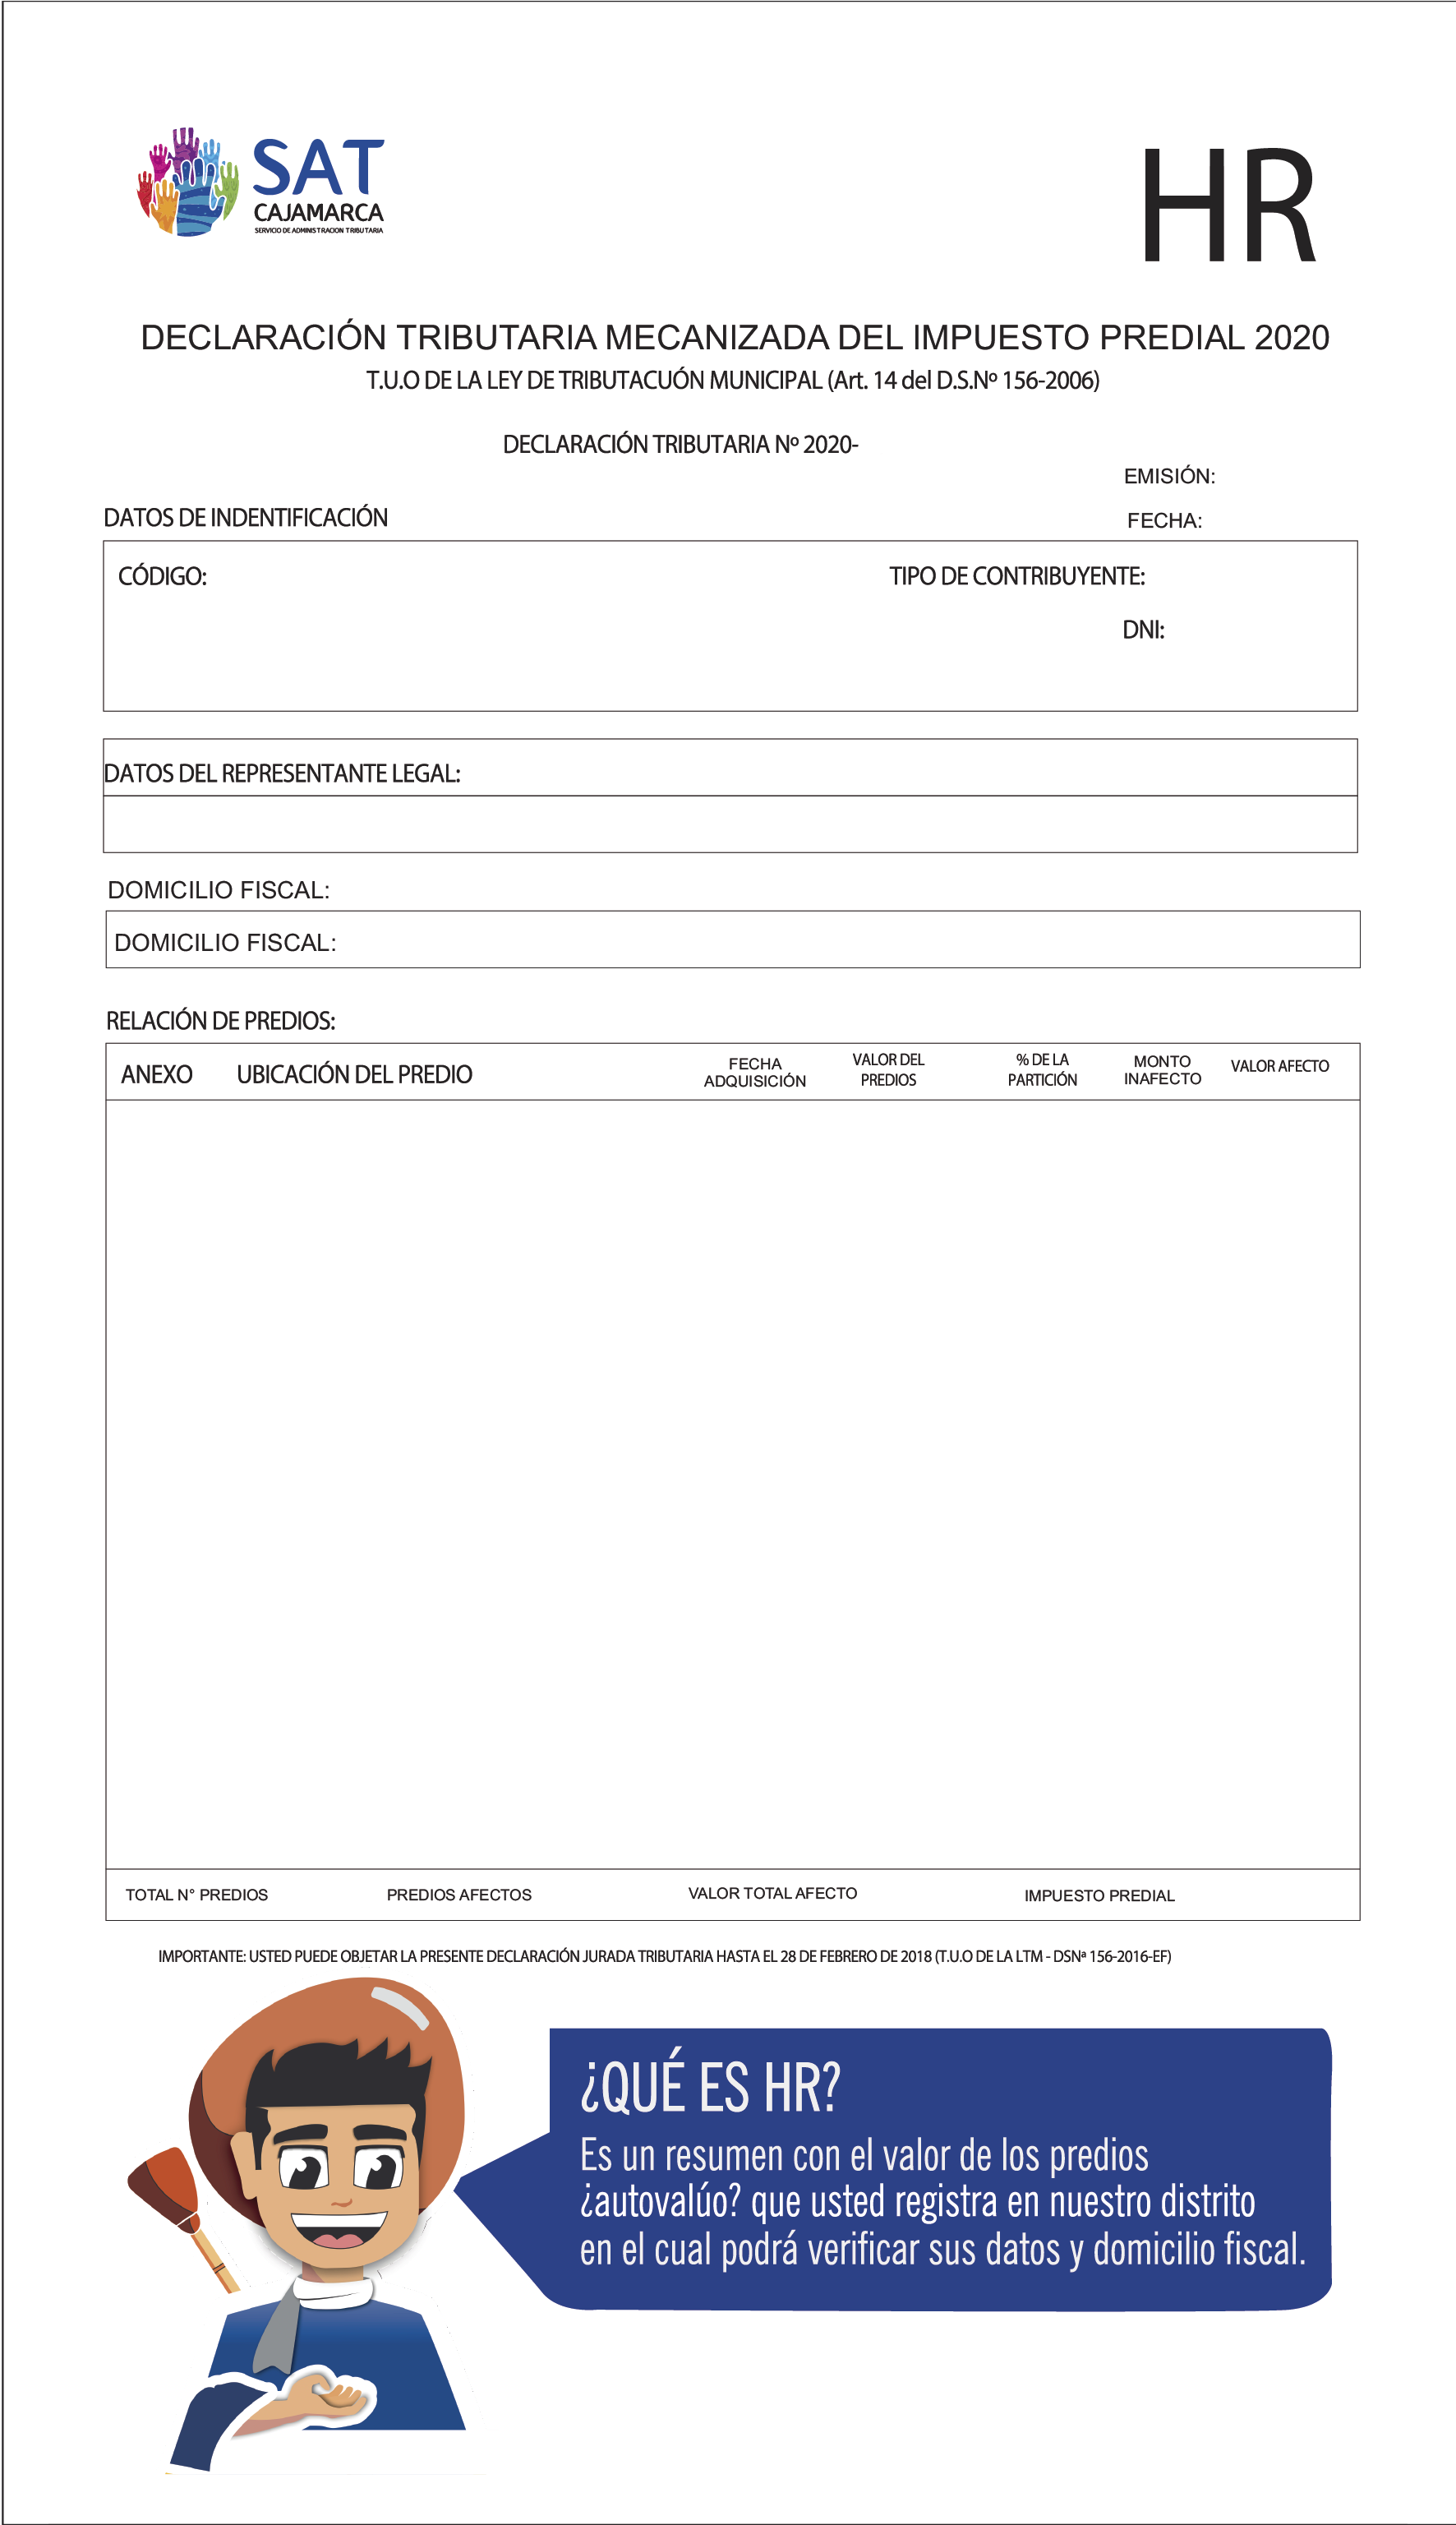 SAT
CAJAMARCA
SERVICIO DE ADMINISTRACION TRIBUTARIA
HR
DECLARACIÓN TRIBUTARIA MECANIZADA DEL IMPUESTO PREDIAL 2020
T.U.O DE LA LEY DE TRIBUTACUÓN MUNICIPAL (Art. 14 del D.S.Nº 156-2006)
DECLARACIÓN TRIBUTARIA Nº 2020-
EMISIÓN:
DATOS DE INDENTIFICACIÓN
FECHA:
CÓDIGO:
TIPO DE CONTRIBUYENTE:
DNI:
DATOS DEL REPRESENTANTE LEGAL:
DOMICILIO FISCAL:
DOMICILIO FISCAL:
RELACIÓN DE PREDIOS:
ANEXO
UBICACIÓN DEL PREDIO
FECHA
ADQUISICIÓN
VALOR DEL
PREDIOS
% DE LA
PARTICIÓN
MONTO
INAFECTO
VALOR AFECTO
TOTAL N° PREDIOS
PREDIOS AFECTOS
VALOR TOTAL AFECTO
IMPUESTO PREDIAL
IMPORTANTE: USTED PUEDE OBJETAR LA PRESENTE DECLARACIÓN JURADA TRIBUTARIA HASTA EL 28 DE FEBRERO DE 2018 (T.U.O DE LA LTM - DSNª 156-2016-EF)
¿QUÉ ES HR?
Es un resumen con el valor de los predios
¿autovalúo? que usted registra en nuestro distrito
en el cual podrá verificar sus datos y domicilio fiscal.